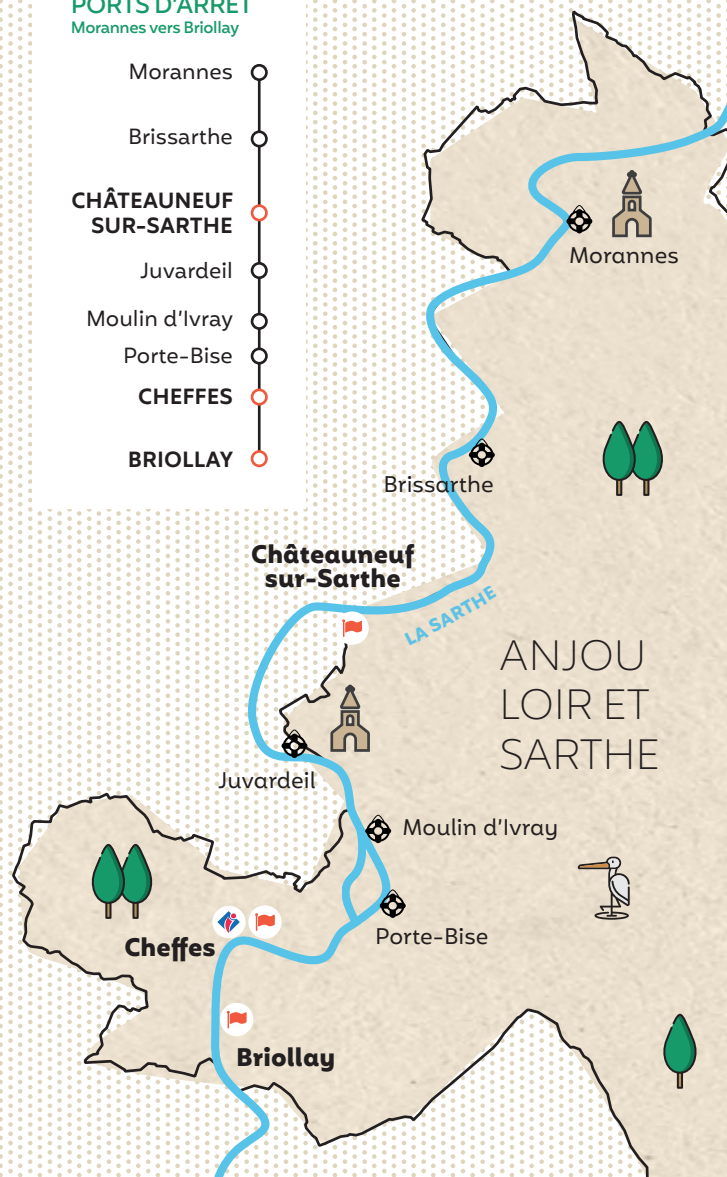 PORTS D'ARRÊT
Morannes vers Briollay
Morannes
Brissarthe
CHÂTEAUNEUF
SUR-SARTHE
Juvardeil
Moulin d'Ivray
Porte-Bise
CHEFFES
BRIOLLAY
Morannes
Brissarthe
Châteauneuf
sur-Sarthe
LA SARTHE
ANJOU
LOIR ET
SARTHE
Juvardeil
Moulin d'Ivray
Porte-Bise
Cheffes
Briollay